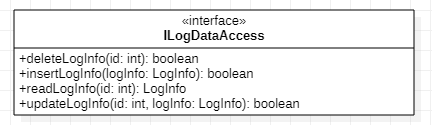 «interface»
ILogDataAccess
+deleteLogInfo(id: int): boolean
+insertLogInfo(logInfo: LogInfo): boolean
+readLogInfo(id: int): LogInfo
+updateLogInfo(id: int, logInfo: LogInfo): boolean